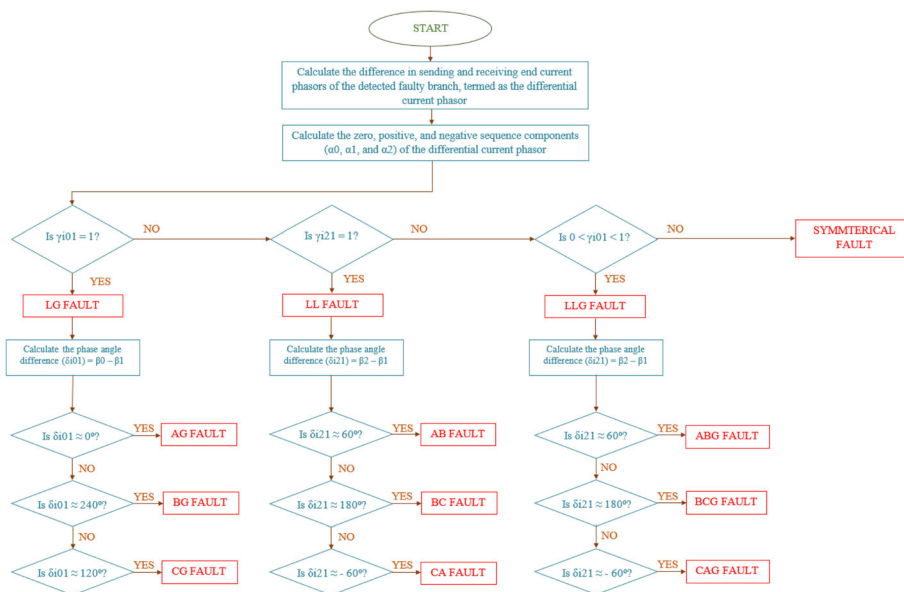 START
Calculate the difference in sending and receiving end current
phasors of the detected faulty branch, termed as the differential
current phasor
Calculate the zero, positive, and negative sequence components
(α0, α1, and α2) of the differential current phasor
Is γi01 = 1?
NO
Is γi21 = 1?
NO
Is 0 < γi01 < 1?
NO
SYMMTERICAL
FAULT
YES
YES
YES
LG FAULT
LL FAULT
LLG FAULT
Calculate the phase angle
difference (δi01) = β0 – β1
Calculate the phase angle
difference (δi21) = β2 – β1
Calculate the phase angle
difference (δi21) = β2 – β1
Is δi01 ≈ 0º?
YES
AG FAULT
Is δi21 ≈ 60º?
YES
AB FAULT
Is δi21 ≈ 60º?
YES
ABG FAULT
NO
NO
NO
Is δi01 ≈ 240º?
YES
BG FAULT
Is δi21 ≈ 180º?
YES
BC FAULT
Is δi21 ≈ 180º?
YES
BCG FAULT
NO
NO
NO
Is δi01 ≈ 120º?
YES
CG FAULT
Is δi21 ≈ - 60º?
YES
CA FAULT
Is δi21 ≈ - 60º?
YES
CAG FAULT